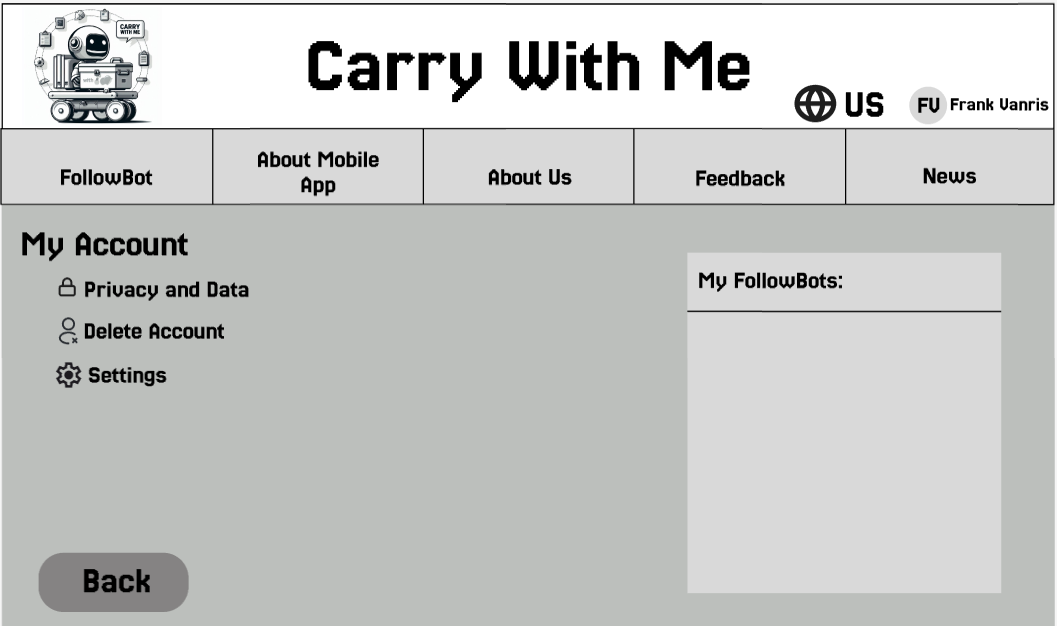 CARRY
WITH ME
Carry With Me
US
FV
Frank Vanris
FollowBot
About Mobile
App
About Us
Feedback
News
My Account
Privacy and Data
Delete Account
Settings
My FollowBots:
Back